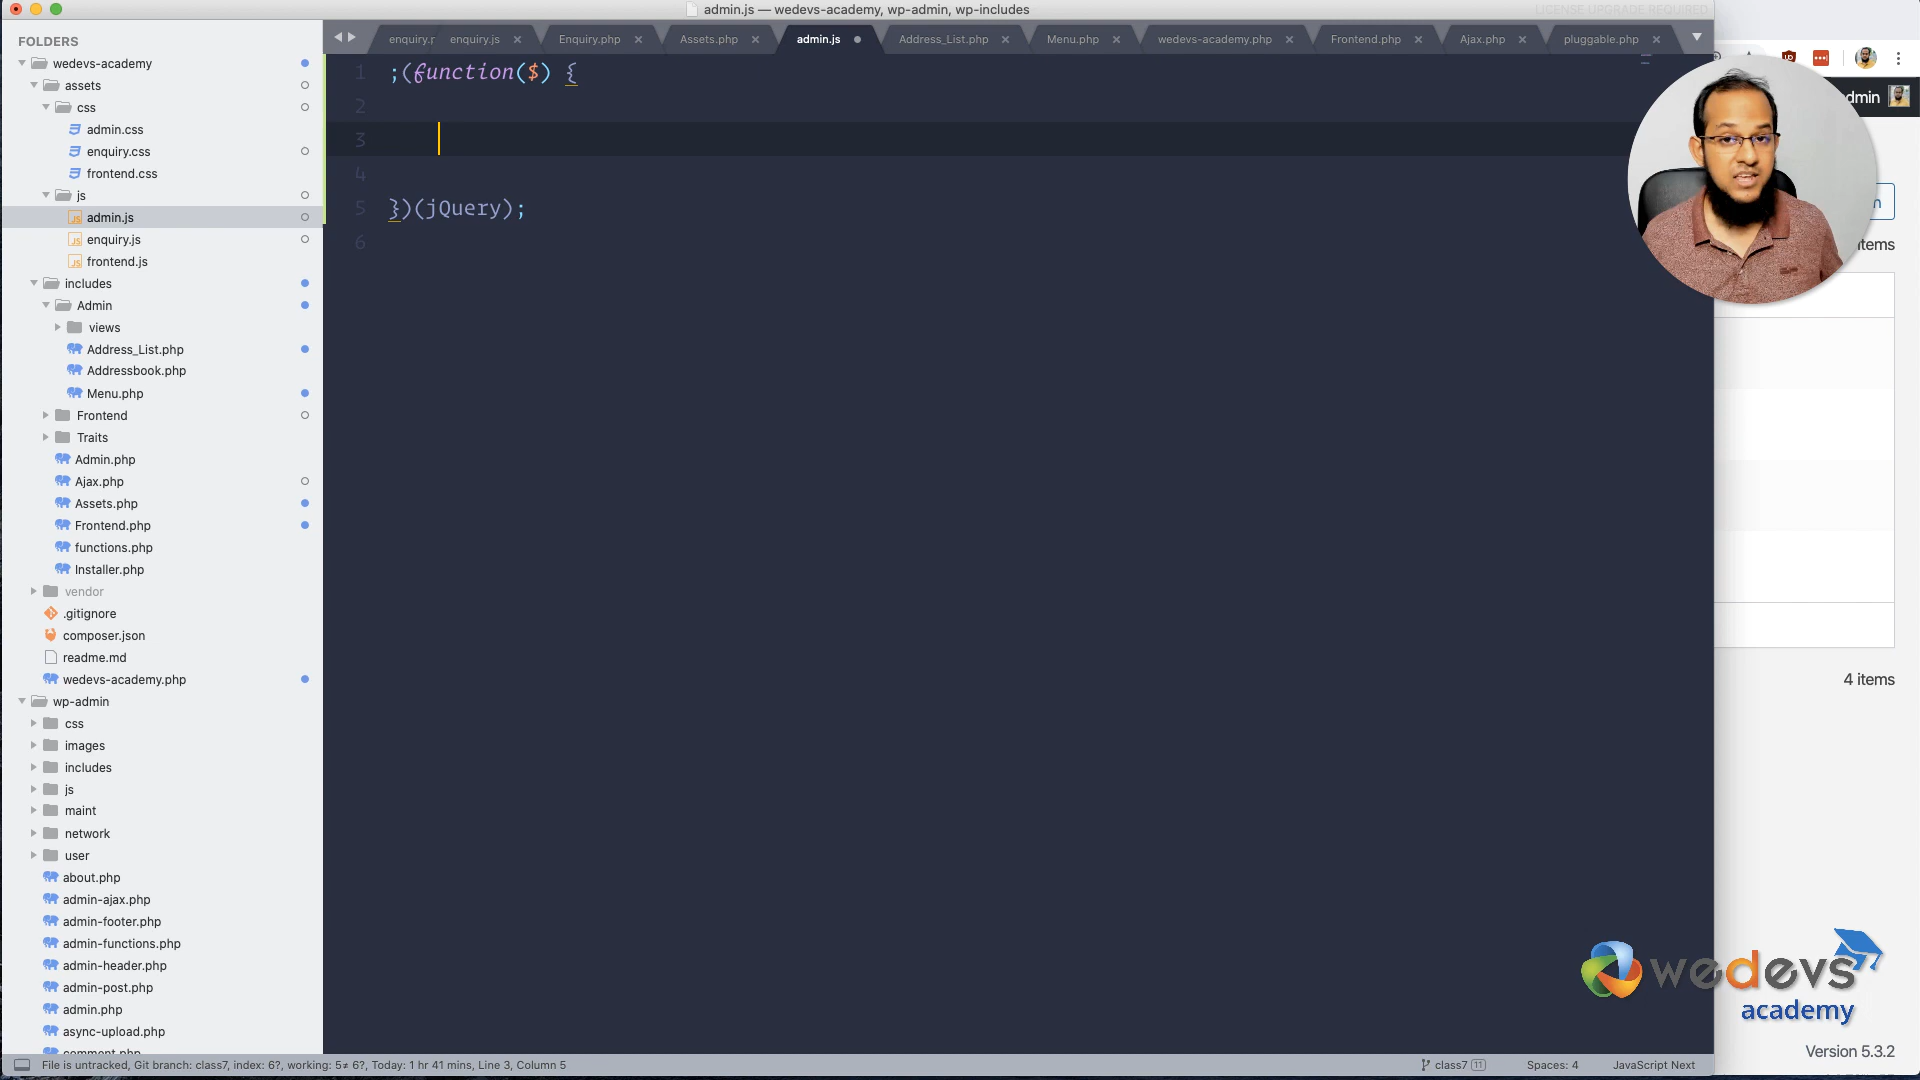 admin.js — wedevs-academy, wp-admin, wp-includes
LICENSE UPGRADE REQUIRED
FOLDERS
wedevs-academy
assets
css
admin.css
enquiry.css
frontend.css
js
admin.js
enquiry.js
frontend.js
includes
Admin
views
Address_List.php
Addressbook.php
Menu.php
Frontend
Traits
Admin.php
Ajax.php
Assets.php
Frontend.php
functions.php
Installer.php
vendor
.gitignore
composer.json
readme.md
wedevs-academy.php
wp-admin
css
images
includes
js
maint
network
user
about.php
admin-ajax.php
admin-footer.php
admin-functions.php
admin-header.php
admin-post.php
admin.php
async-upload.php
comment.php
enquiry.r enquiry.js Enquiry.php Assets.php admin.js Address_List.php Menu.php wedevs-academy.php Frontend.php Ajax.php pluggable.php
1 ;(function($) {
2
3
4
5 })(jQuery);
6
dmin
n
items
4 items
wedevs
academy
Version 5.3.2
File is untracked, Git branch: class7, index: 6?, working: 5≠ 6?, Today: 1 hr 41 mins, Line 3, Column 5
class7 11 Spaces: 4 JavaScript Next